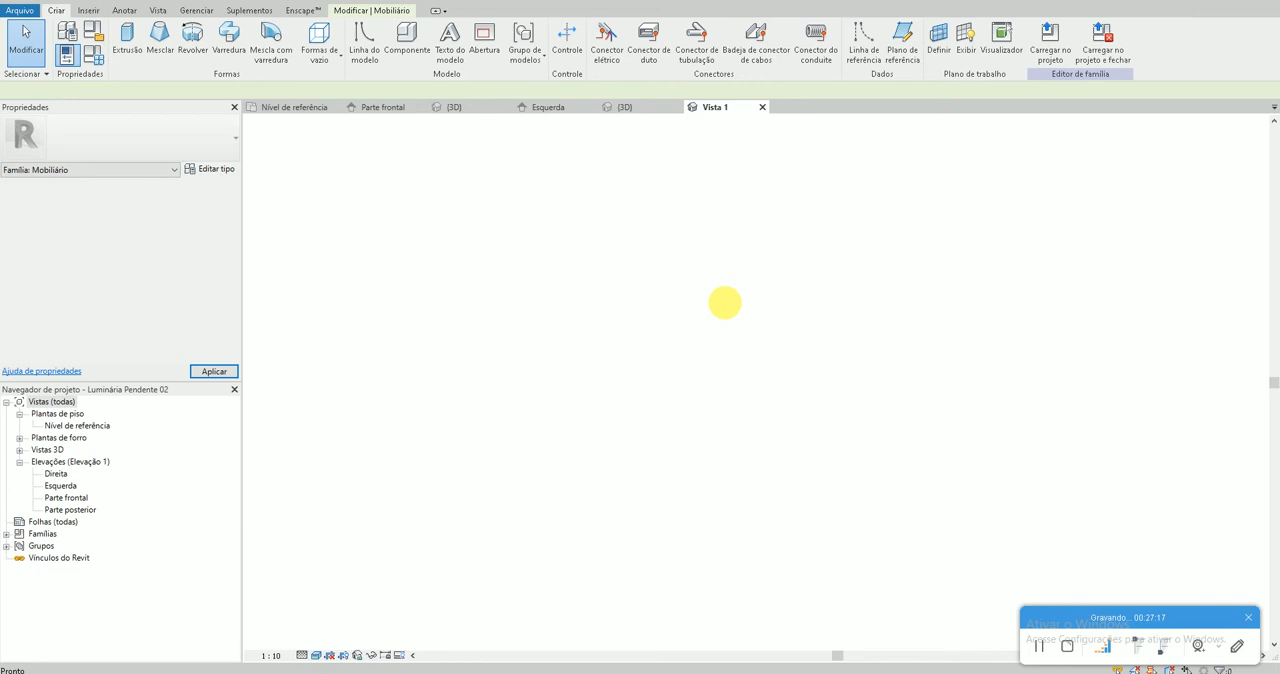 Arquivo Criar Inserir Anotar Vista Gerenciar Suplementos Enscape™ Modificar | Mobiliário
Modificar Extrusão Mesclar Revolver Varredura Mescla com varredura Formas de vazio Linha do modelo Componente Texto do modelo Abertura Grupo de modelos Controle Conector elétrico Conector de duto Conector de tubulação Badeja de conector de cabos Conector do conduite Linha de referência Plano de referência Definir Exibir Visualizador Carregar no projeto Carregar no projeto e fechar
Selecionar Propriedades Formas Modelo Controle Conectores Dados Plano de trabalho Editor de família
Propriedades
Nível de referência Parte frontal {3D} Esquerda {3D} Vista 1
R
Família: Mobiliário Editar tipo
Ajuda de propriedades Aplicar
Navegador de projeto - Luminária Pendente 02
Vistas (todas)
Plantas de piso
Nível de referência
Plantas de forro
Vistas 3D
Elevações (Elevação 1)
Direita
Esquerda
Parte frontal
Parte posterior
Folhas (todas)
Famílias
Grupos
Vínculos do Revit
Gravando... 00:27:17
Ativar o Windows
Acesse Configurações para ativar o Windows.
1 : 10
Pronto
:0